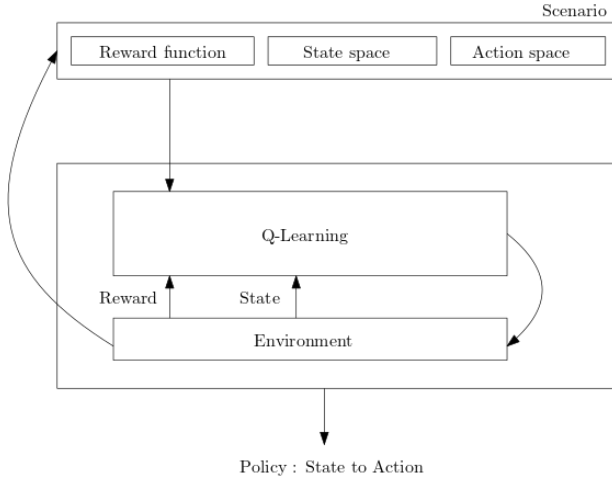 Scenario
Reward function
State space
Action space
Q-Learning
Reward
State
Environment
Policy : State to Action